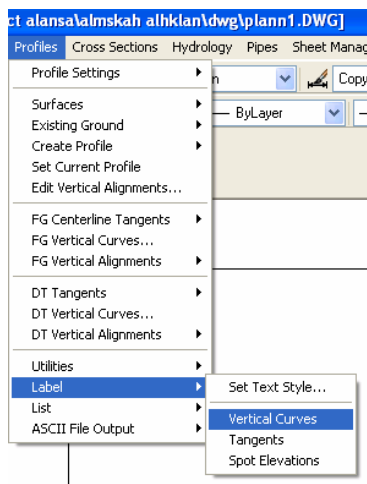 ct alansa\almskah alhklan\dwg\plann1.DWG]
Profiles Cross Sections Hydrology Pipes Sheet Manag
Profile Settings
n Copy
Surfaces
ByLayer
Existing Ground
Create Profile
Set Current Profile
Edit Vertical Alignments...
FG Centerline Tangents
FG Vertical Curves...
FG Vertical Alignments
DT Tangents
DT Vertical Curves...
DT Vertical Alignments
Utilities
Label Set Text Style...
List Vertical Curves
ASCII File Output Tangents
Spot Elevations